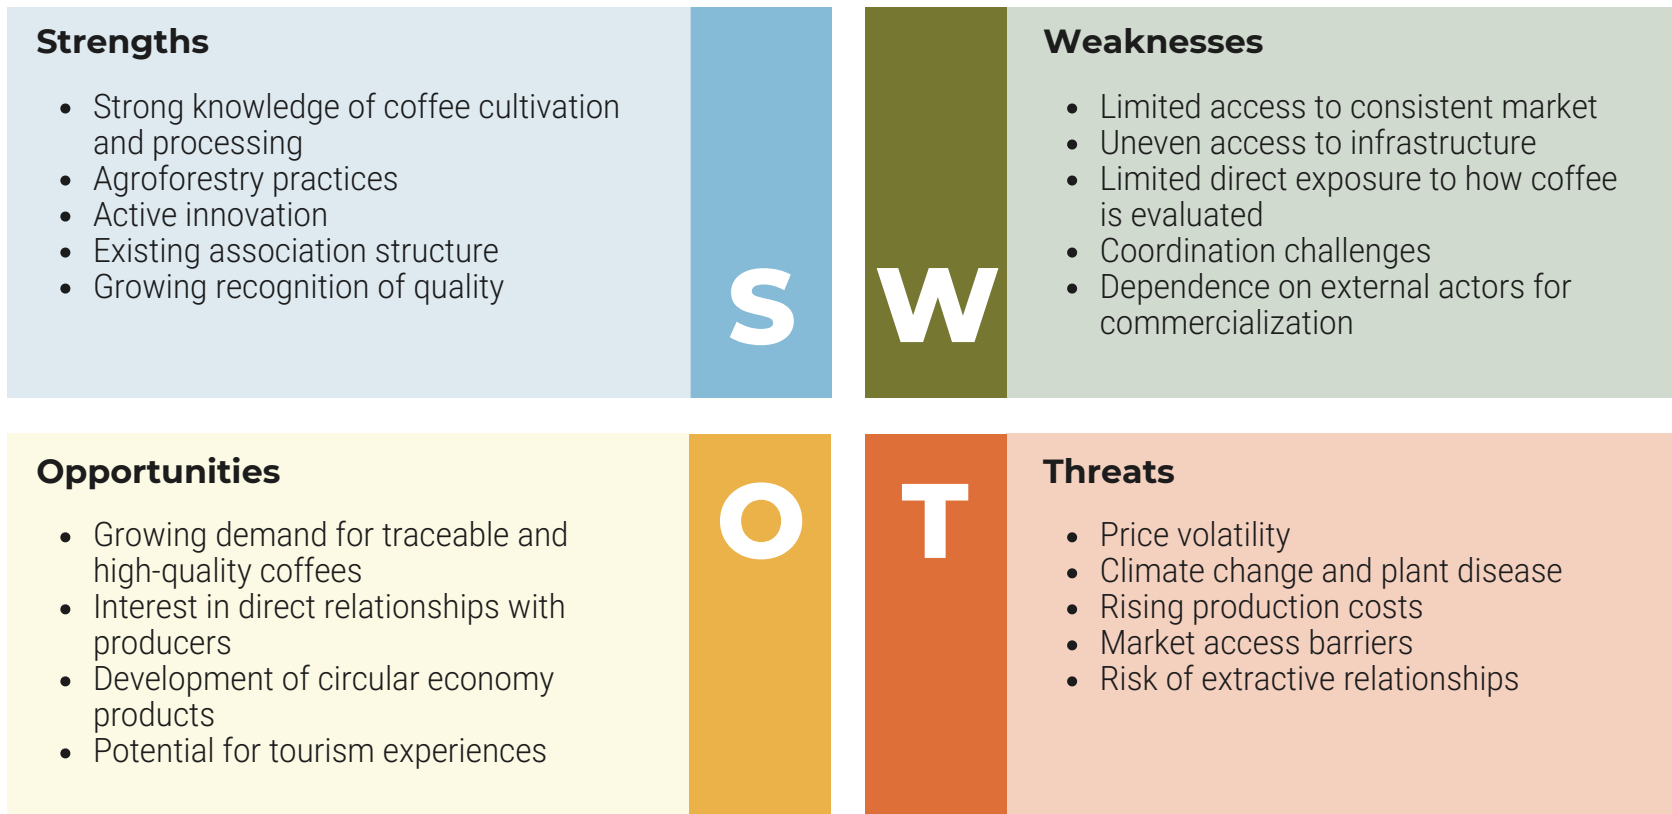 Strengths
• Strong knowledge of coffee cultivation
and processing
• Agroforestry practices
• Active innovation
• Existing association structure
• Growing recognition of quality
S
W
Weaknesses
• Limited access to consistent market
• Uneven access to infrastructure
• Limited direct exposure to how coffee
is evaluated
• Coordination challenges
• Dependence on external actors for
commercialization
Opportunities
• Growing demand for traceable and
high-quality coffees
• Interest in direct relationships with
producers
• Development of circular economy
products
• Potential for tourism experiences
O
T
Threats
• Price volatility
• Climate change and plant disease
• Rising production costs
• Market access barriers
• Risk of extractive relationships